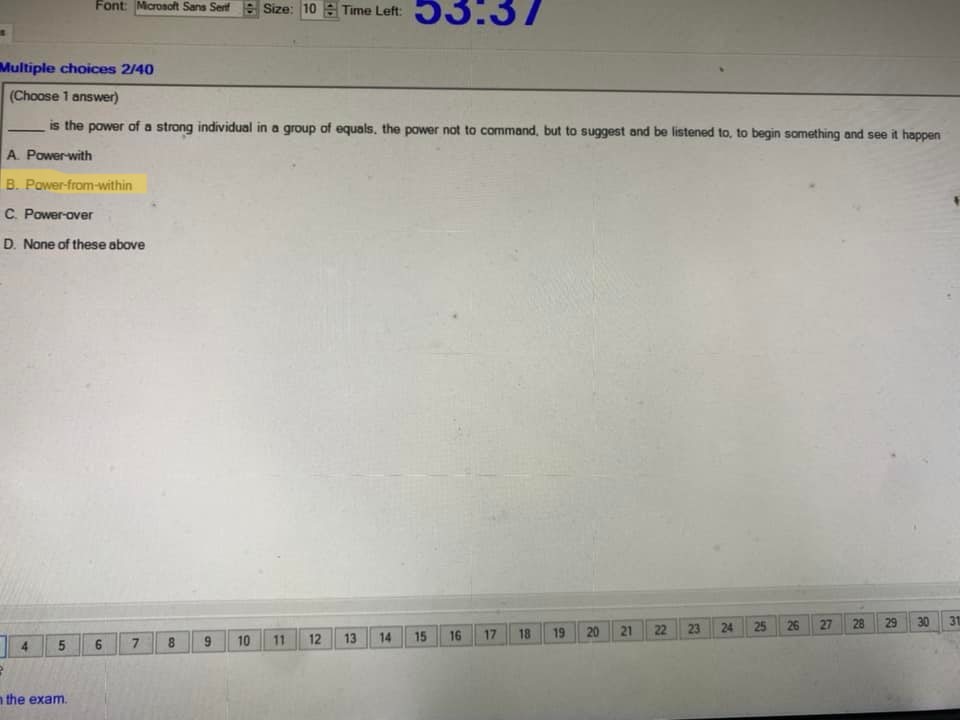 Font: Microsoft Sans Serif Size: 10 Time Left: 53:37
s
Multiple choices 2/40
(Choose 1 answer)
_____ is the power of a strong individual in a group of equals, the power not to command, but to suggest and be listened to, to begin something and see it happen
A. Power-with
B. Power-from-within
C. Power-over
D. None of these above
4 5 6 7 8 9 10 11 12 13 14 15 16 17 18 19 20 21 22 23 24 25 26 27 28 29 30 31
the exam.